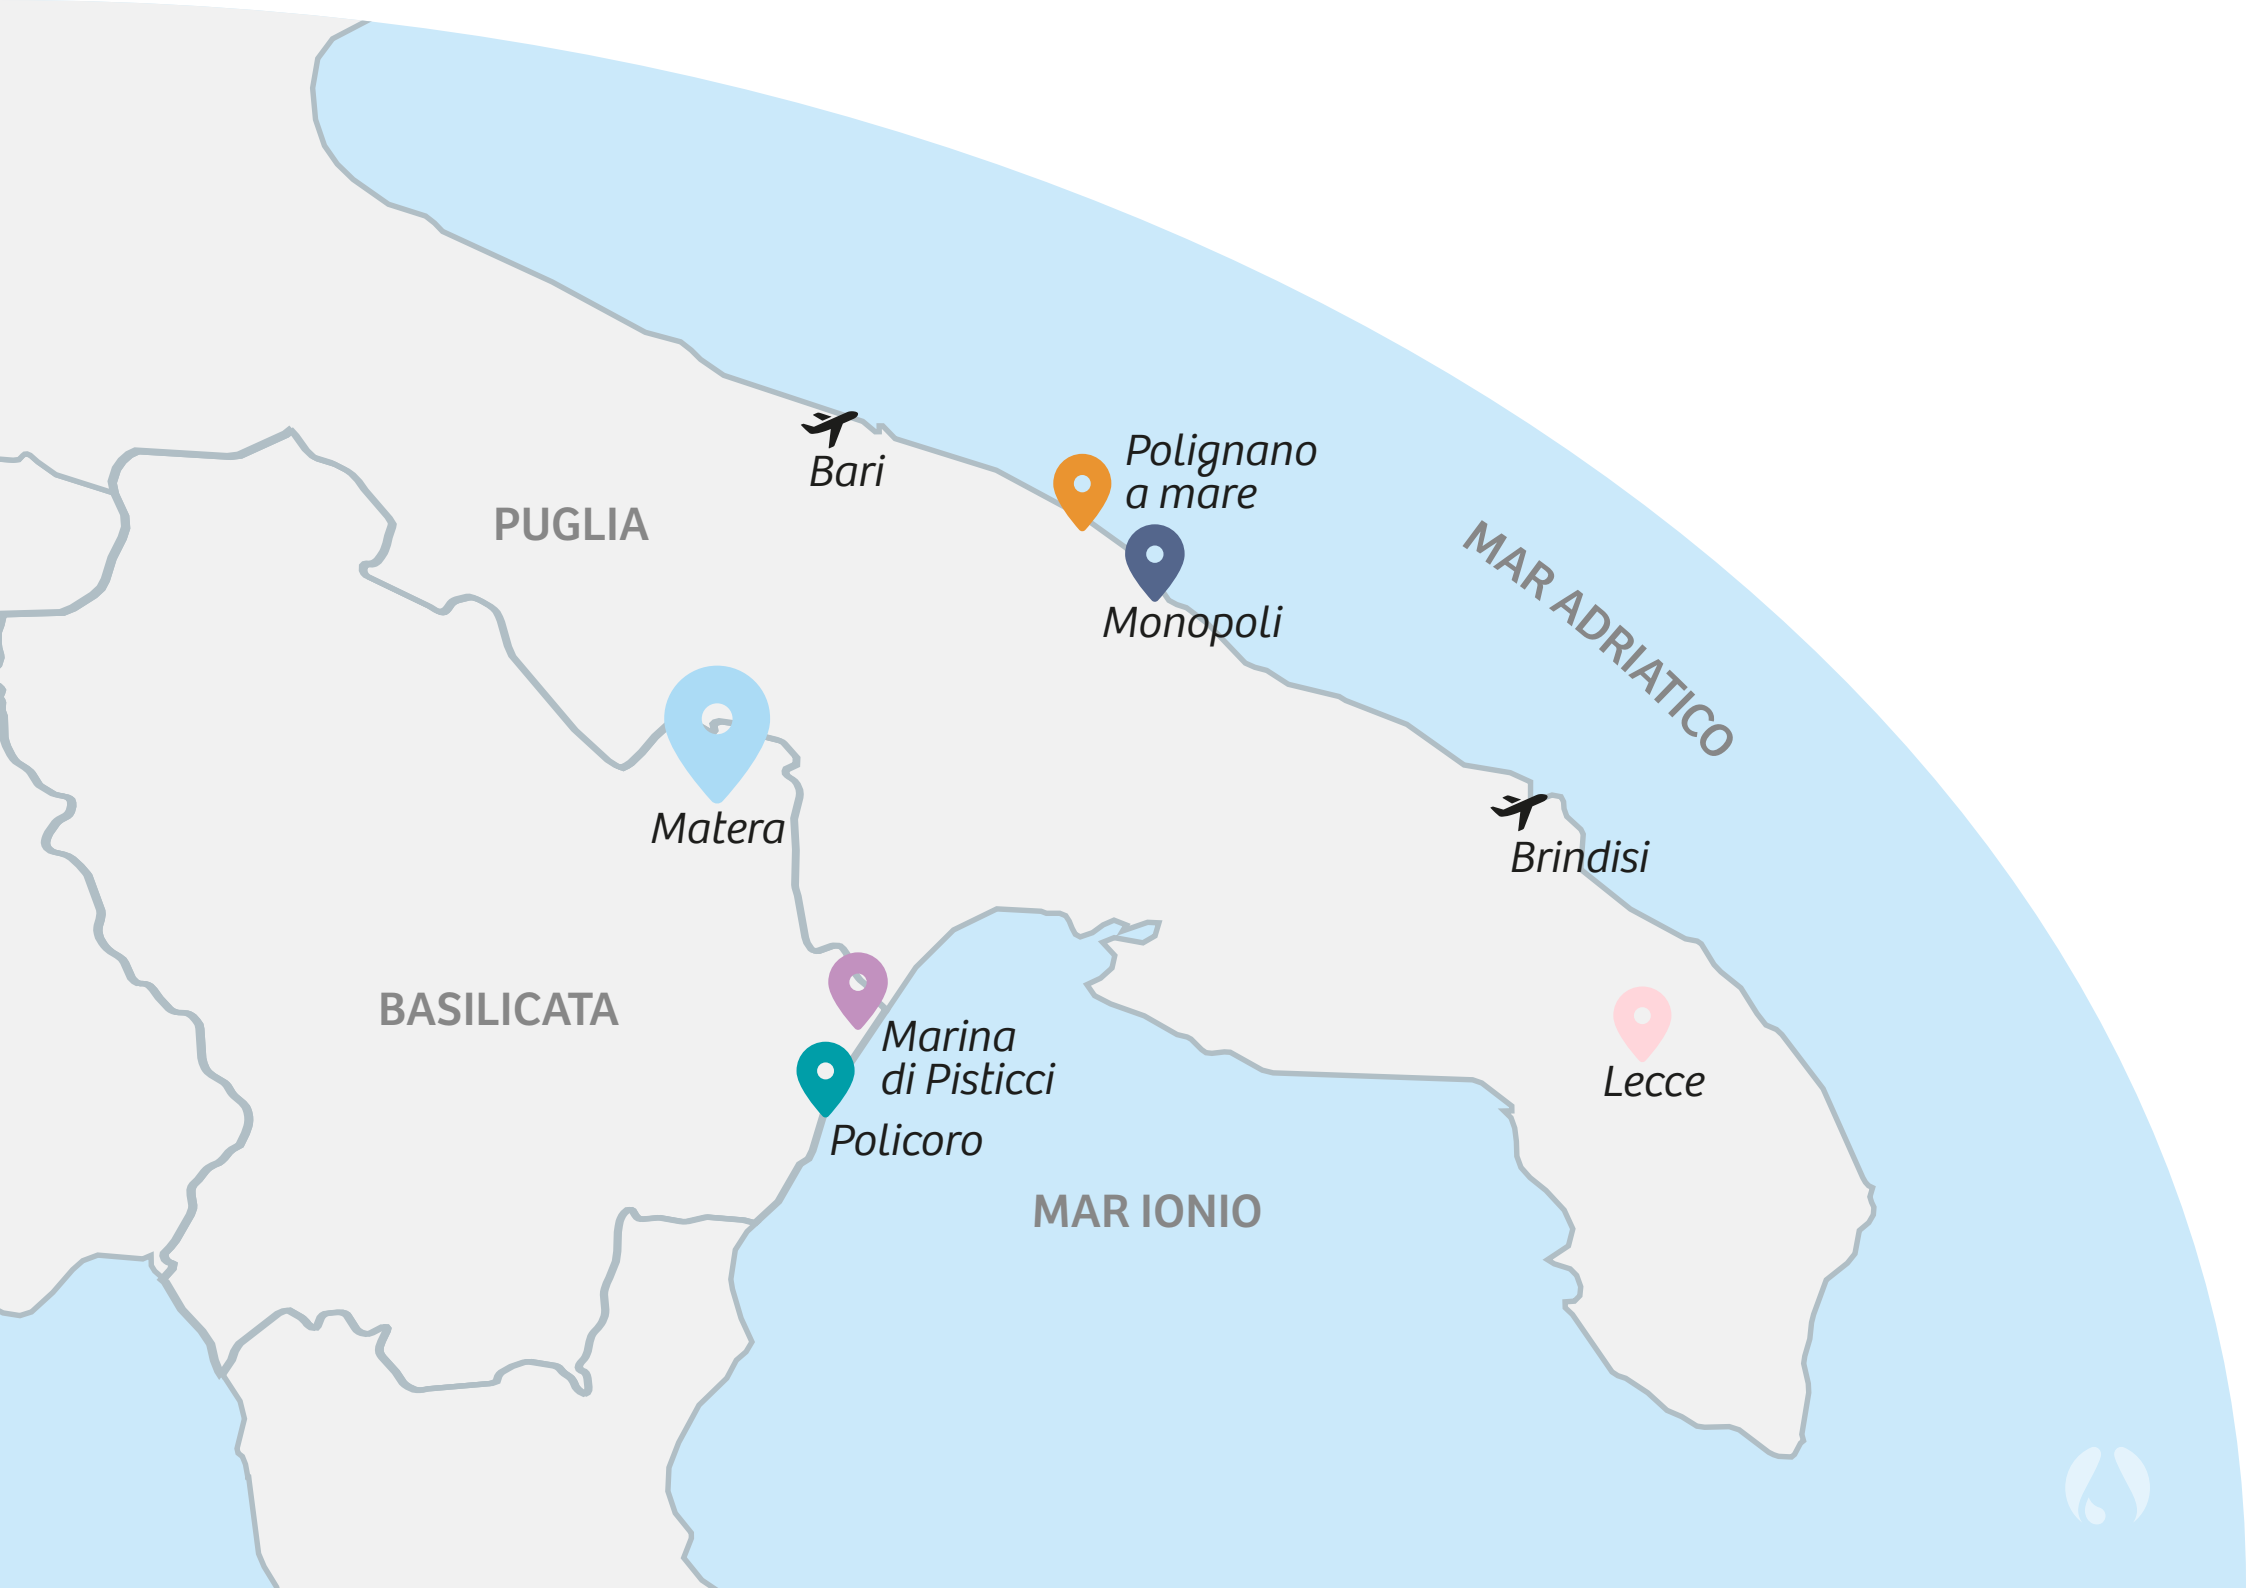 Polignano
a mare
Bari
PUGLIA
MAR ADRIATICO
Monopoli
Matera
Brindisi
BASILICATA
Marina
di Pisticci
Lecce
Policoro
MAR IONIO